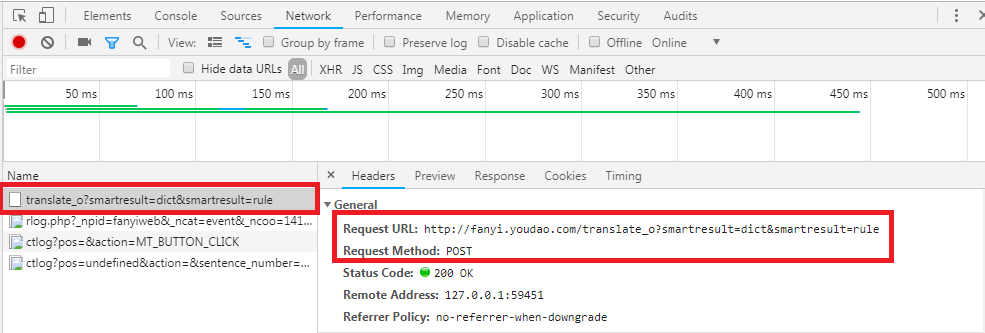 Elements Console Sources Network Performance Memory Application Security Audits
View: Group by frame Preserve log Disable cache Offline Online
Filter Hide data URLs All XHR JS CSS Img Media Font Doc WS Manifest Other
50 ms 100 ms 150 ms 200 ms 250 ms 300 ms 350 ms 400 ms 450 ms 500 ms
Name
translate_o?smartresult=dict&smartresult=rule
rlog.php?_npid=fanyiweb&_ncat=event&_ncoo=141...
ctlog?pos=&action=MT_BUTTON_CLICK
ctlog?pos=undefined&action=&sentence_number=...
× Headers Preview Response Cookies Timing
General
Request URL: http://fanyi.youdao.com/translate_o?smartresult=dict&smartresult=rule
Request Method: POST
Status Code: 200 OK
Remote Address: 127.0.0.1:59451
Referrer Policy: no-referrer-when-downgrade